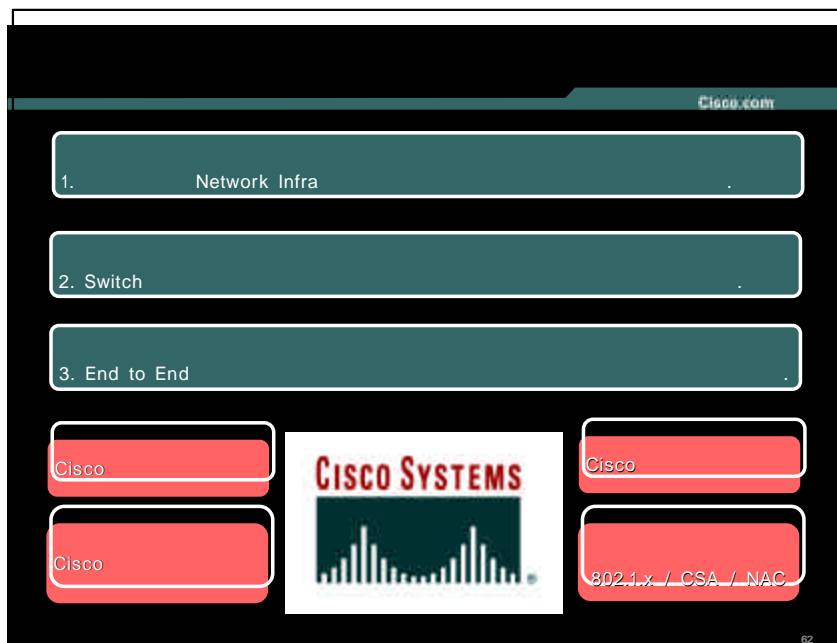 Cisco.com
1. Network Infra .
2. Switch .
3. End to End .
Cisco
Cisco
CISCO SYSTEMS
®
Cisco
802.1.x / CSA / NAC
62